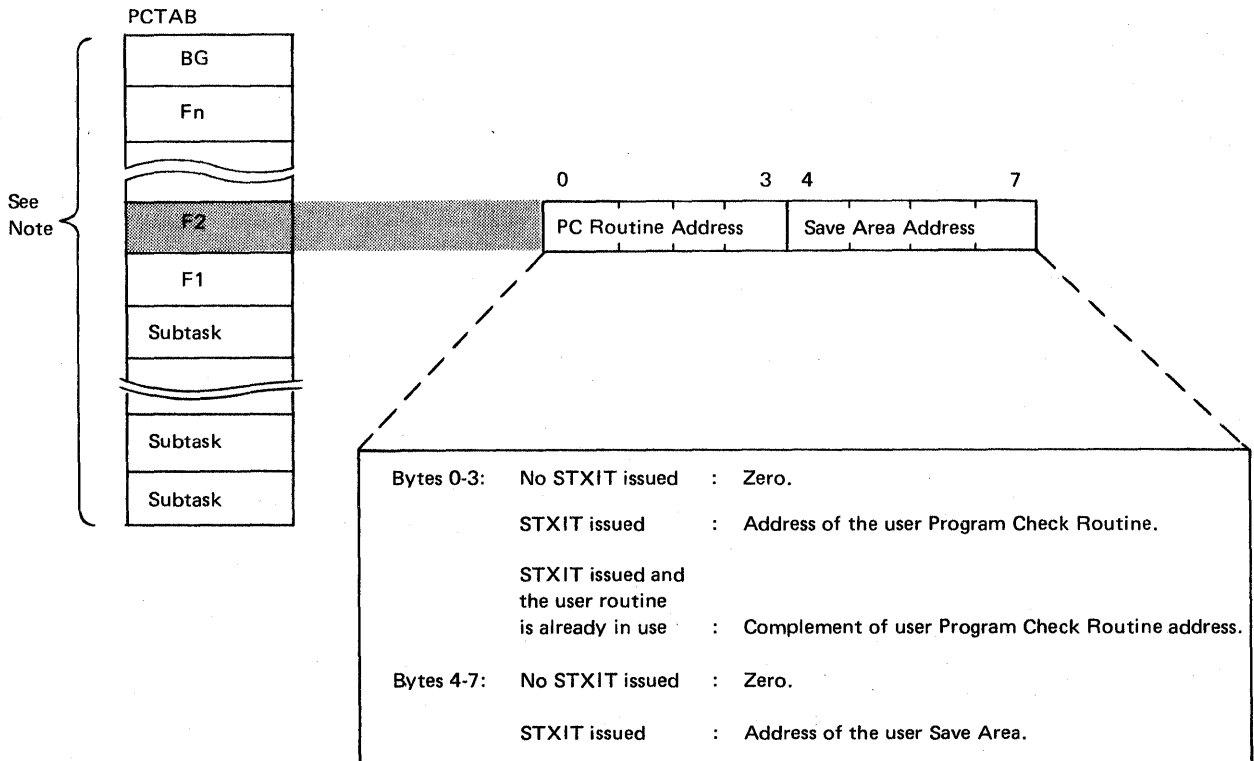 PCTAB
BG
Fn
See
Note
F2
F1
Subtask
Subtask
Subtask
0 3 4 7
PC Routine Address Save Area Address
Bytes 0-3: No STXIT issued : Zero.
STXIT issued : Address of the user Program Check Routine.
STXIT issued and
the user routine
is already in use : Complement of user Program Check Routine address.
Bytes 4-7: No STXIT issued : Zero.
STXIT issued : Address of the user Save Area.